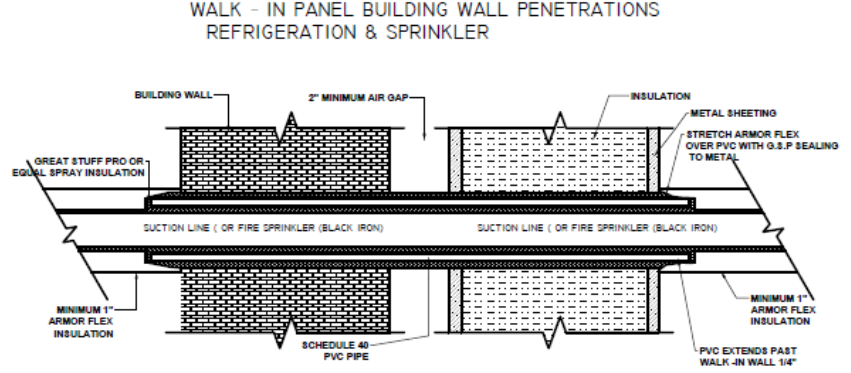 WALK - IN PANEL BUILDING WALL PENETRATIONS
REFRIGERATION & SPRINKLER
BUILDING WALL
2" MINIMUM AIR GAP
INSULATION
METAL SHEETING
STRETCH ARMOR FLEX
OVER PVC WITH G.S.P SEALING
TO METAL
GREAT STUFF PRO OR
EQUAL SPRAY INSULATION
SUCTION LINE ( OR FIRE SPRINKLER (BLACK IRON)
SUCTION LINE ( OR FIRE SPRINKLER (BLACK IRON)
MINIMUM 1"
ARMOR FLEX
INSULATION
SCHEDULE 40
PVC PIPE
MINIMUM 1"
ARMOR FLEX
INSULATION
PVC EXTENDS PAST
WALK -IN WALL 1/4"